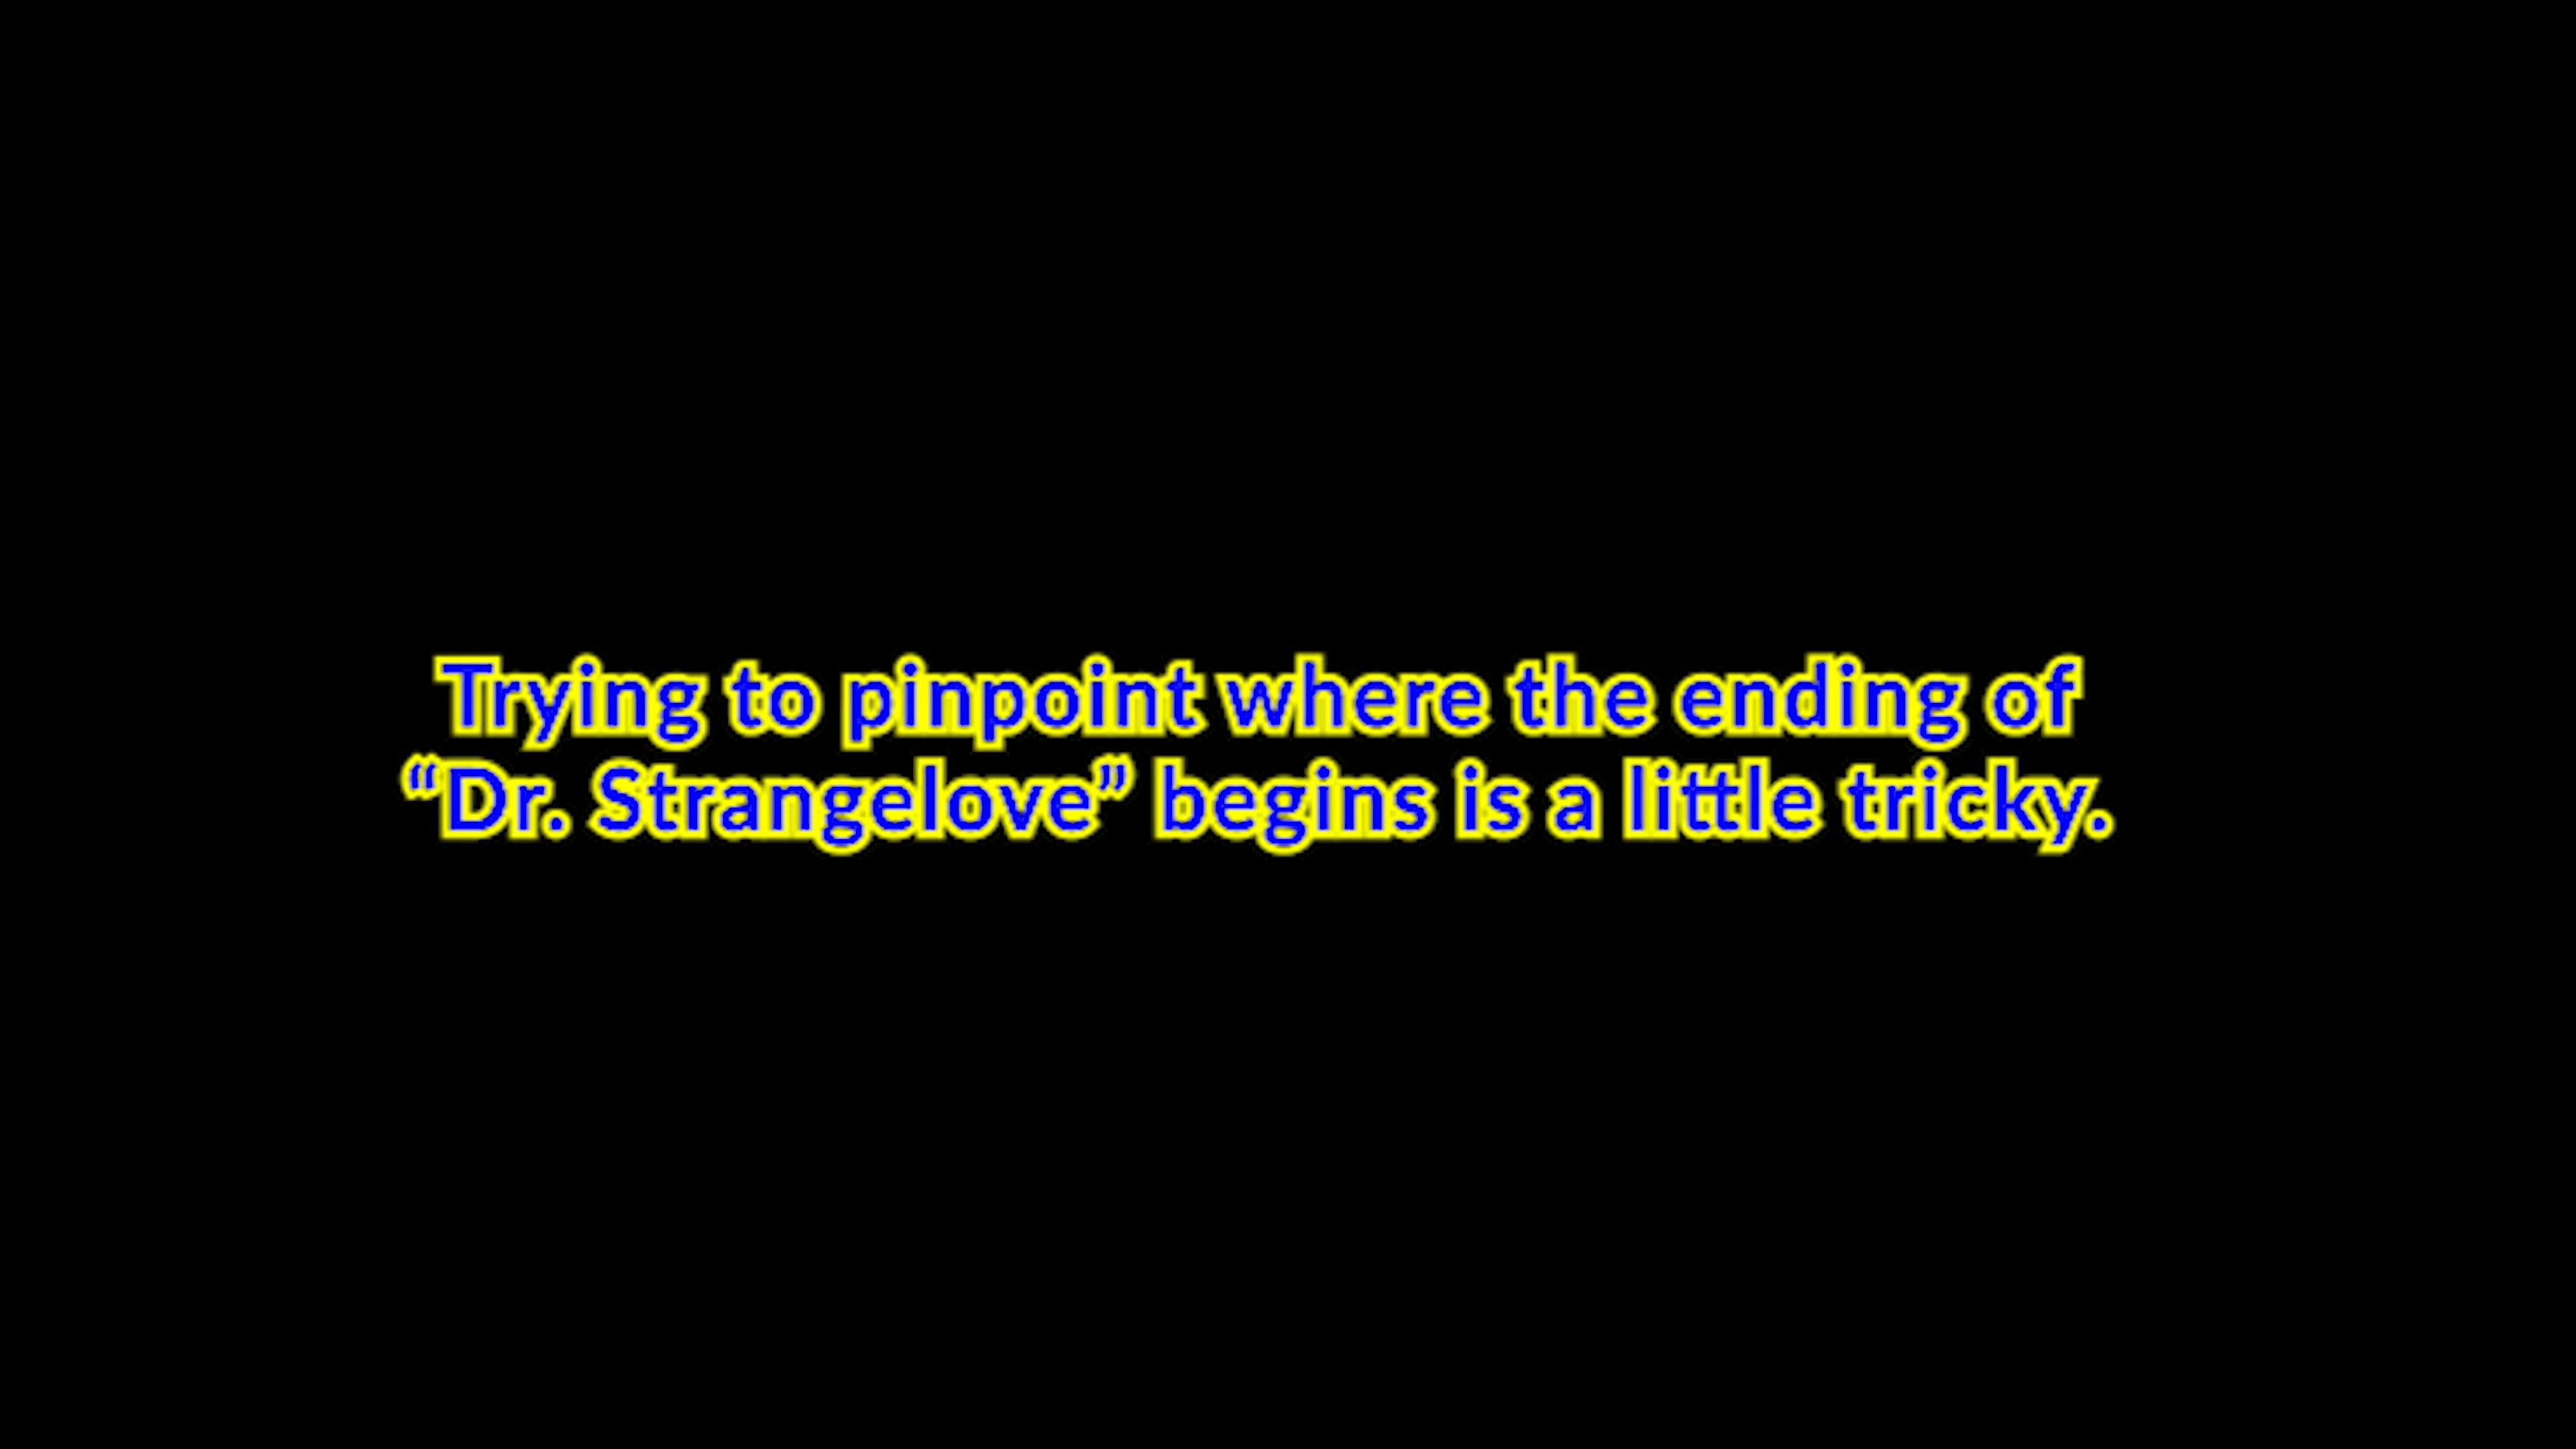 Trying to pinpoint where the ending of
“Dr. Strangelove” begins is a little tricky.